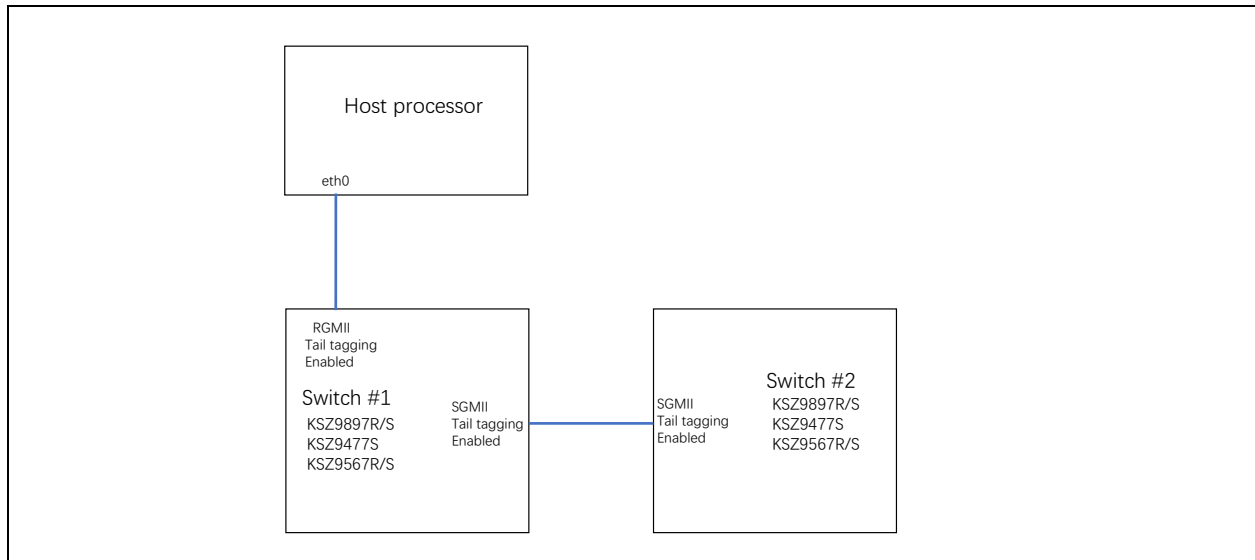 Host processor
eth0
RGMII
Tail tagging
Enabled
Switch #1
KSZ9897R/S
KSZ9477S
KSZ9567R/S
SGMII
Tail tagging
Enabled
SGMII
Tail tagging
Enabled
Switch #2
KSZ9897R/S
KSZ9477S
KSZ9567R/S